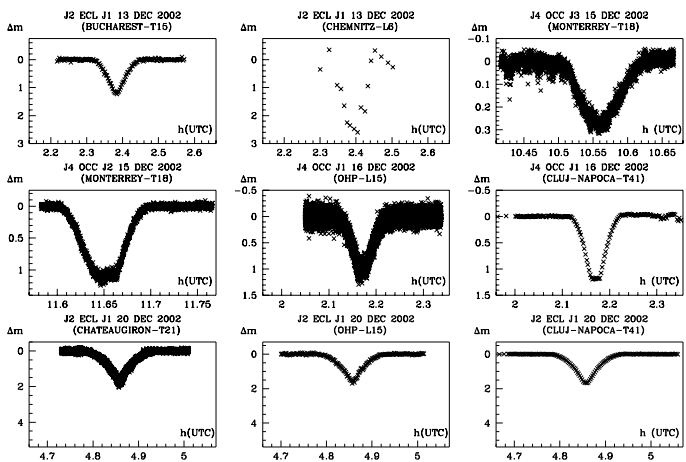 J2 ECL J1 13 DEC 2002
(BUCHAREST-T15)
Δm
0
1
2
3
2.2 2.3 2.4 2.5 2.6
h(UTC)
J2 ECL J1 13 DEC 2002
(CHEMNITZ-L6)
Δm
0
1
2
3
2.2 2.3 2.4 2.5 2.6
h(UTC)
J4 OCC J3 15 DEC 2002
(MONTERREY-T18)
Δm
-0.1
0
0.1
0.2
0.3
10.45 10.5 10.55 10.6 10.65
h (UTC)
J4 OCC J2 15 DEC 2002
(MONTERREY-T18)
Δm
0
0.5
1
11.6 11.65 11.7 11.75
h(UTC)
J4 OCC J1 16 DEC 2002
(OHP-L15)
Δm
-0.5
0
0.5
1
1.5
2 2.1 2.2 2.3
h(UTC)
J4 OCC J1 16 DEC 2002
(CLUJ-NAPOCA-T41)
Δm
-0.5
0
0.5
1
1.5
2 2.1 2.2 2.3
h (UTC)
J2 ECL J1 20 DEC 2002
(CHATEAUGIRON-T21)
Δm
0
2
4
4.7 4.8 4.9 5
h(UTC)
J2 ECL J1 20 DEC 2002
(OHP-L15)
Δm
0
2
4
4.7 4.8 4.9 5
h(UTC)
J2 ECL J1 20 DEC 2002
(CLUJ-NAPOCA-T41)
Δm
0
2
4
4.7 4.8 4.9 5
h(UTC)